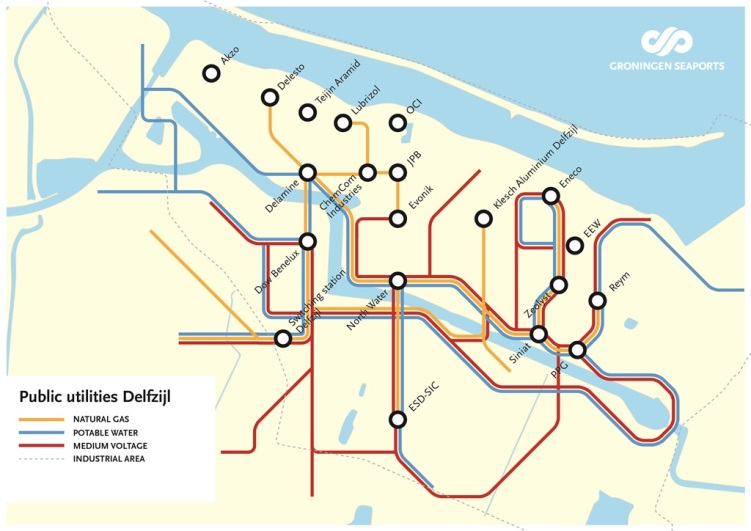 GRONINGEN SEAPORTS
Akzo
Delesto
Teijin Aramid
Lubrizol
OCI
Delamine
ChemCom
Industries
JPB
Evonik
Klesch Aluminium Delfzijl
Eneco
EEW
Dow Benelux
Switching station
Delfzijl
North Water
Zeolyst
Reym
Siniat
PPG
ESD-SIC
Public utilities Delfzijl
NATURAL GAS
POTABLE WATER
MEDIUM VOLTAGE
INDUSTRIAL AREA